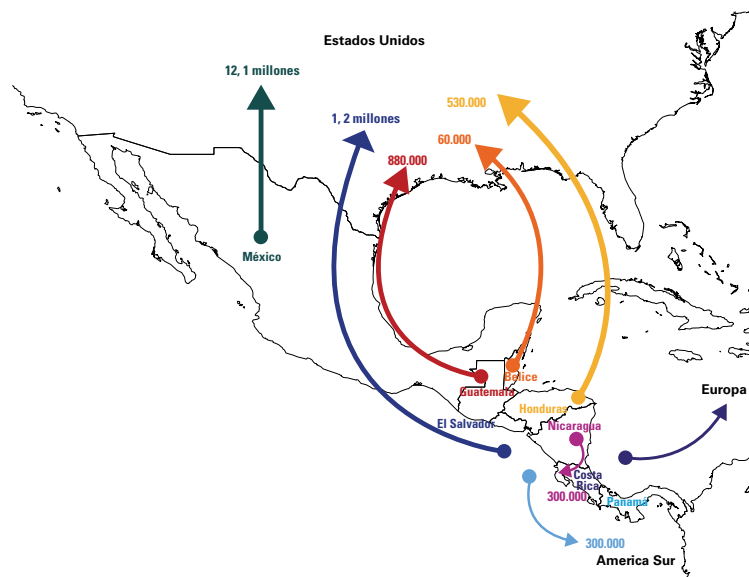 Estados Unidos
12, 1 millones
530.000
1, 2 millones
60.000
880.000
México
Bélice
Guatemala
Europa
Honduras
El Salvador
Nicaragua
Costa
Rica
300.000
Panamá
300.000
America Sur